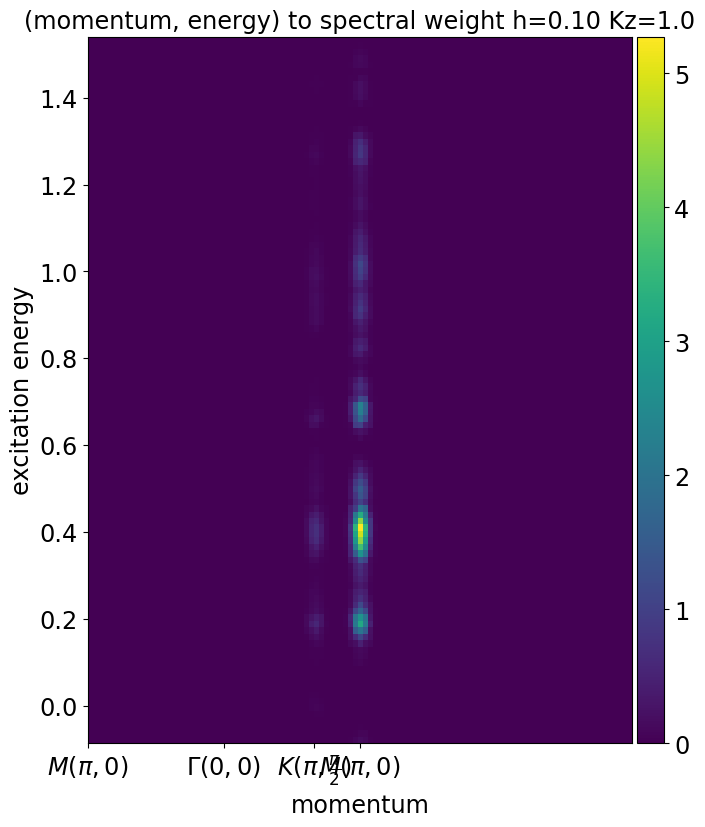 (momentum, energy) to spectral weight h=0.10 Kz=1.0
excitation energy
1.4
1.2
1.0
0.8
0.6
0.4
0.2
0.0
5
4
3
2
1
0
M(π, 0)
Γ(0, 0)
K(π, π/2)
M(π, 0)
momentum